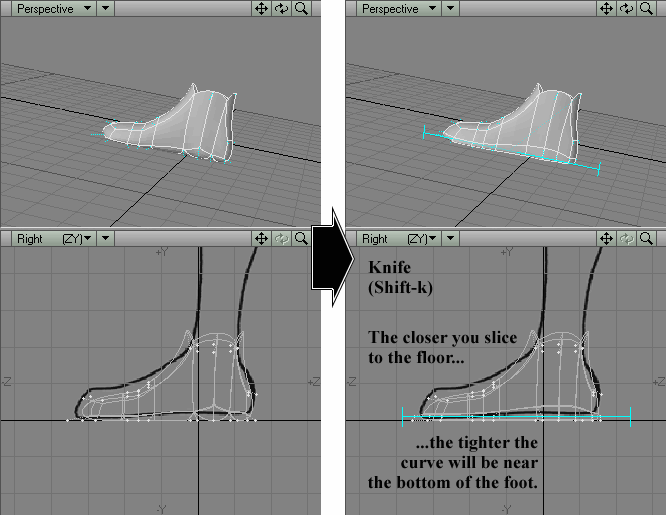 Perspective
Perspective
Right (ZY)
+Y
-Z
-Y
Right (ZY)
+Y
Knife
(Shift-k)
The closer you slice
to the floor...
-Z
+Z
...the tighter the
curve will be near
the bottom of the foot.
-Y